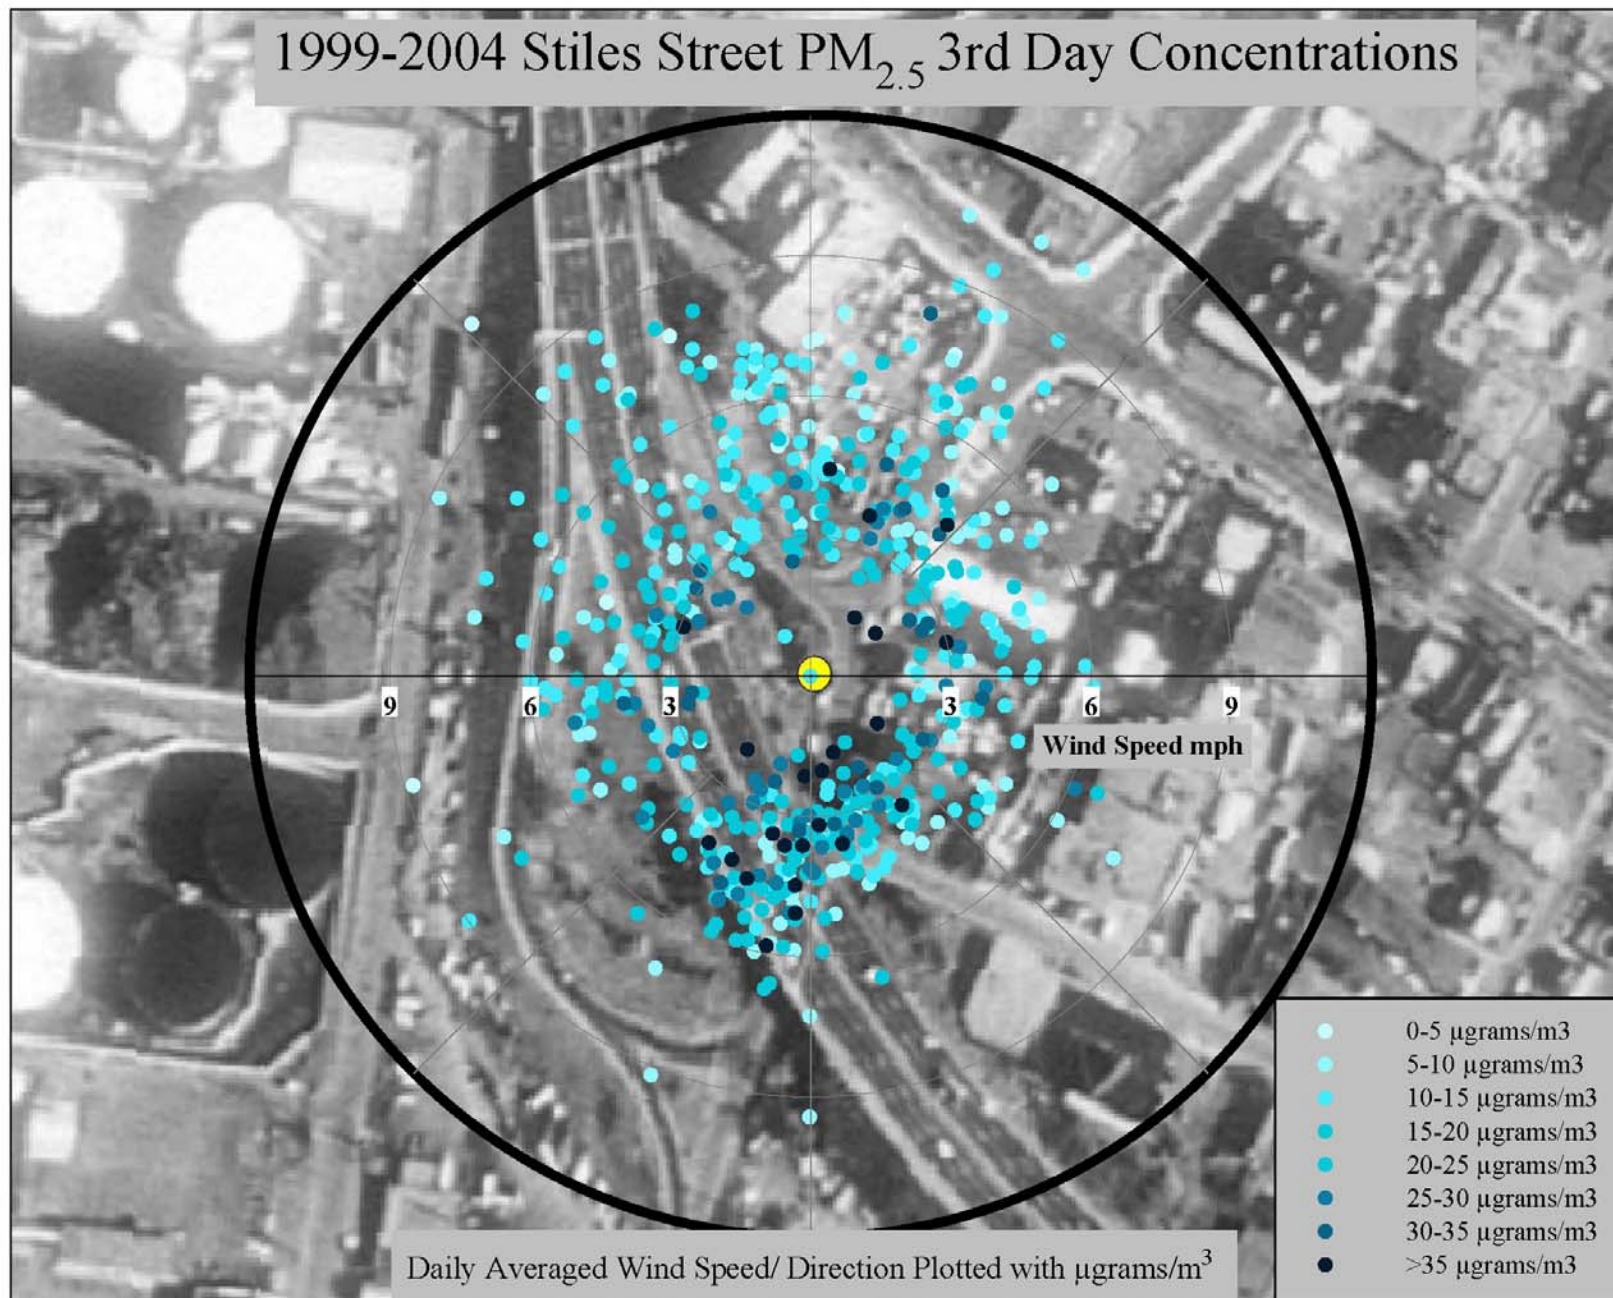 1999-2004 Stiles Street PM2.5 3rd Day Concentrations
9 6 3 3 6 9
Wind Speed mph
0-5 µgrams/m3
5-10 µgrams/m3
10-15 µgrams/m3
15-20 µgrams/m3
20-25 µgrams/m3
25-30 µgrams/m3
30-35 µgrams/m3
>35 µgrams/m3
Daily Averaged Wind Speed/ Direction Plotted with µgrams/m³